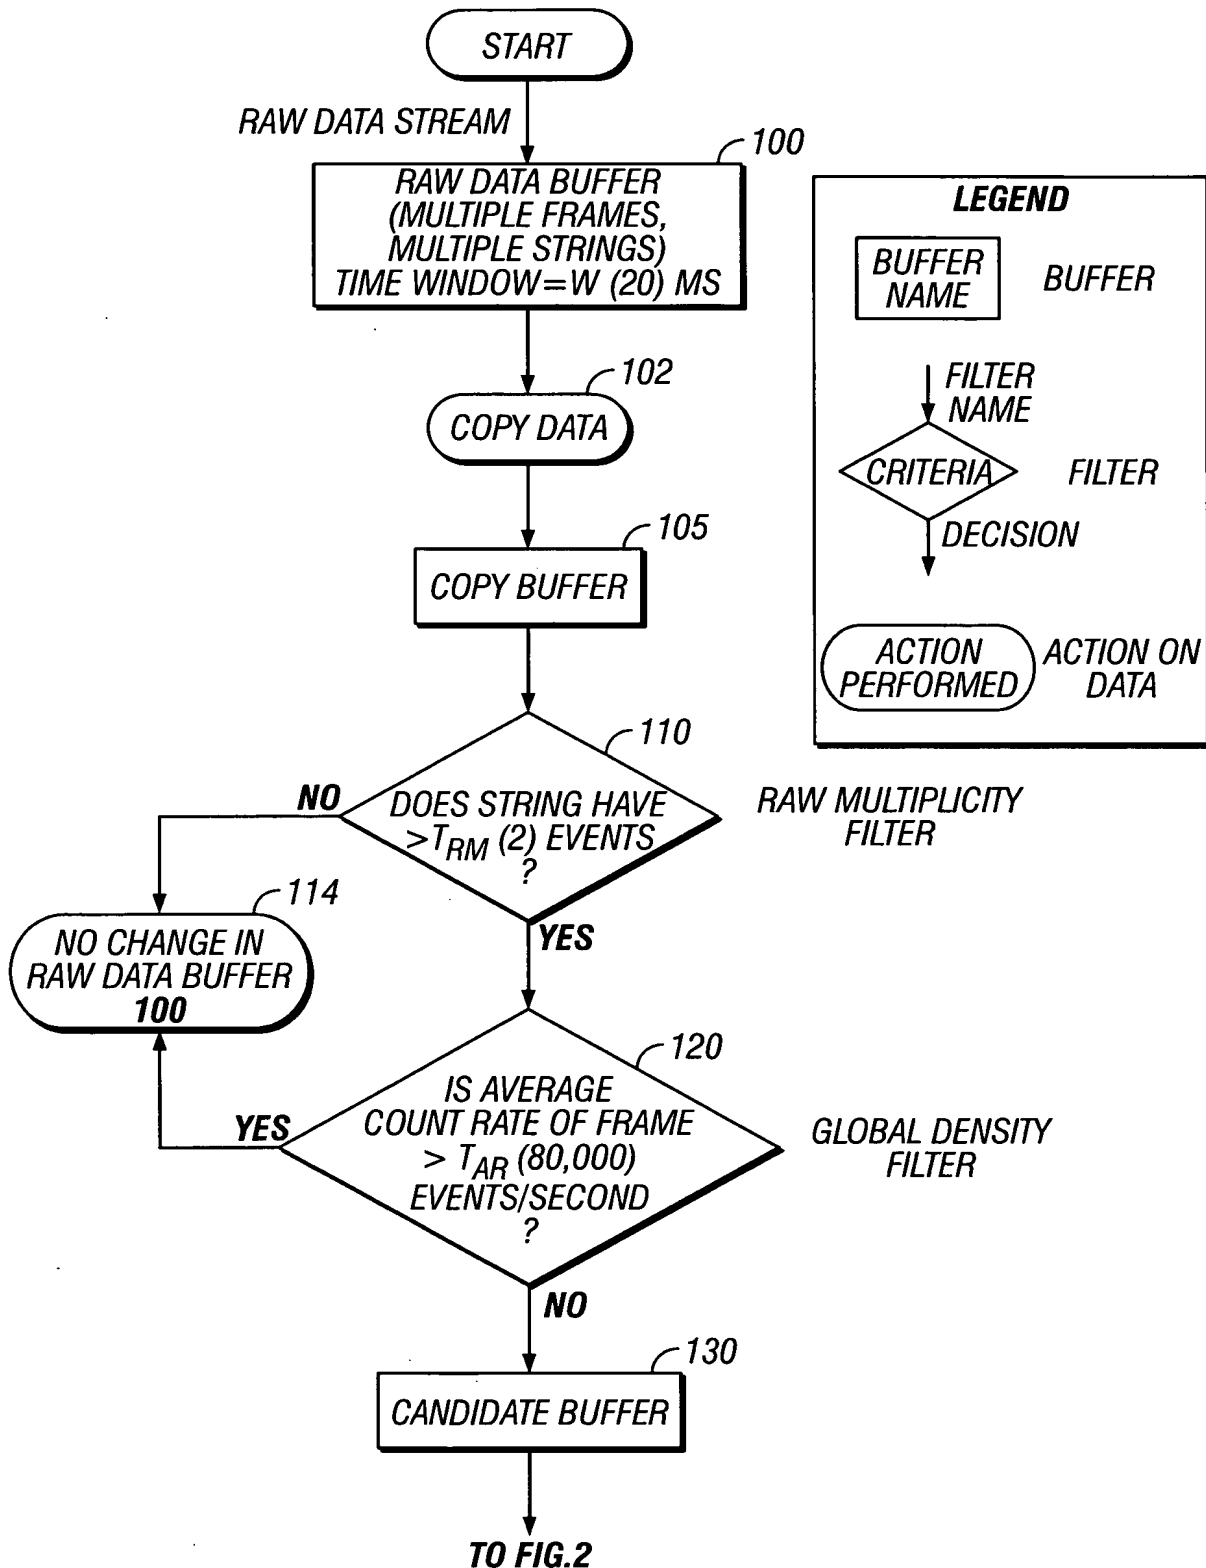 START
RAW DATA STREAM
100
RAW DATA BUFFER
(MULTIPLE FRAMES,
MULTIPLE STRINGS)
TIME WINDOW=W (20) MS
102
COPY DATA
105
COPY BUFFER
110
DOES STRING HAVE
>TRM (2) EVENTS
?
NO
RAW MULTIPLICITY
FILTER
YES
114
NO CHANGE IN
RAW DATA BUFFER
100
120
IS AVERAGE
COUNT RATE OF FRAME
> TAR (80,000)
EVENTS/SECOND
?
YES
GLOBAL DENSITY
FILTER
NO
130
CANDIDATE BUFFER
TO FIG.2
LEGEND
BUFFER
NAME
BUFFER
FILTER
NAME
CRITERIA
FILTER
DECISION
ACTION
PERFORMED
ACTION ON
DATA